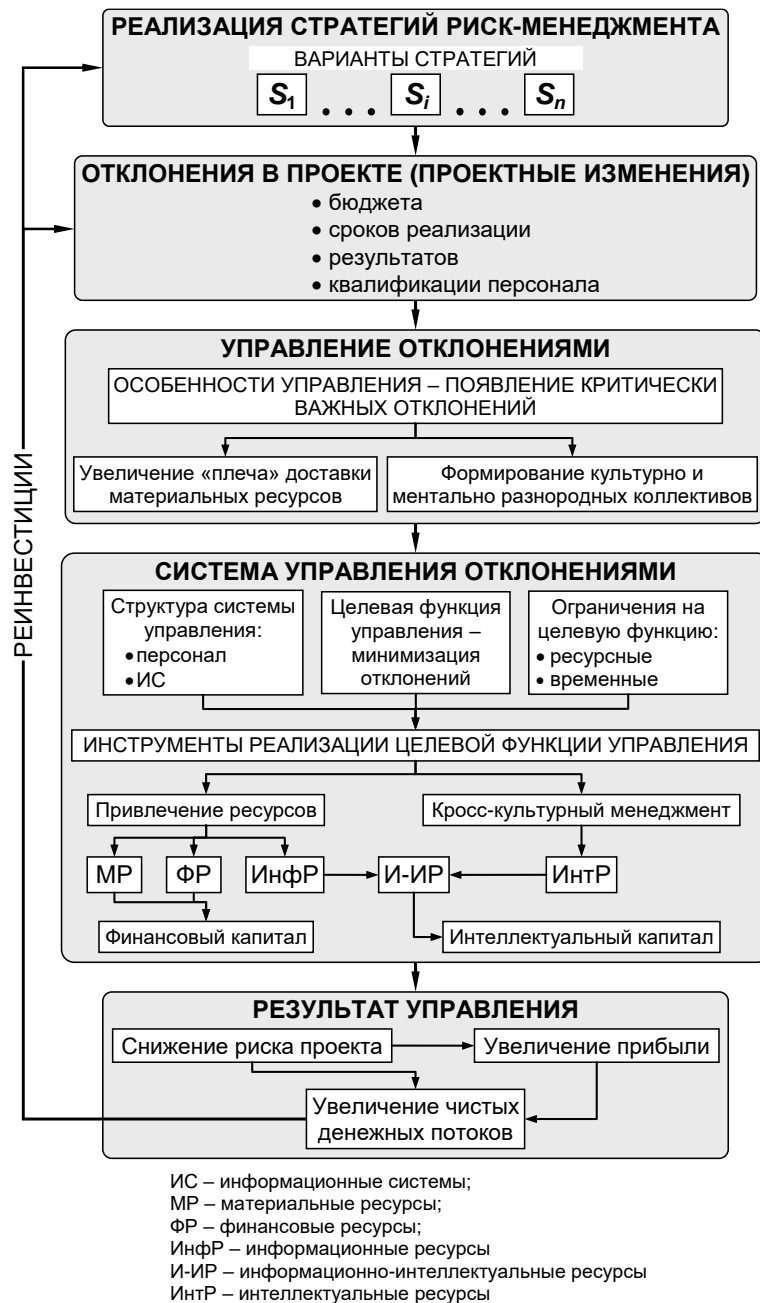 РЕАЛИЗАЦИЯ СТРАТЕГИЙ РИСК-МЕНЕДЖМЕНТА
ВАРИАНТЫ СТРАТЕГИЙ
S1 . . . Si . . . Sn
ОТКЛОНЕНИЯ В ПРОЕКТЕ (ПРОЕКТНЫЕ ИЗМЕНЕНИЯ)
• бюджета
• сроков реализации
• результатов
• квалификации персонала
УПРАВЛЕНИЕ ОТКЛОНЕНИЯМИ
ОСОБЕННОСТИ УПРАВЛЕНИЯ – ПОЯВЛЕНИЕ КРИТИЧЕСКИ
ВАЖНЫХ ОТКЛОНЕНИЙ
Увеличение «плеча» доставки
материальных ресурсов
Формирование культурно и
ментально разнородных коллективов
РЕИНВЕСТИЦИИ
СИСТЕМА УПРАВЛЕНИЯ ОТКЛОНЕНИЯМИ
Структура системы
управления:
• персонал
• ИС
Целевая функция
управления –
минимизация
отклонений
Ограничения на
целевую функцию:
• ресурсные
• временные
ИНСТРУМЕНТЫ РЕАЛИЗАЦИИ ЦЕЛЕВОЙ ФУНКЦИИ УПРАВЛЕНИЯ
Привлечение ресурсов
Кросс-культурный менеджмент
МР
ФР
ИнфР
И-ИР
ИнтР
Финансовый капитал
Интеллектуальный капитал
РЕЗУЛЬТАТ УПРАВЛЕНИЯ
Снижение риска проекта
Увеличение прибыли
Увеличение чистых
денежных потоков
ИС – информационные системы;
МР – материальные ресурсы;
ФР – финансовые ресурсы;
ИнфР – информационные ресурсы
И-ИР – информационно-интеллектуальные ресурсы
ИнтР – интеллектуальные ресурсы